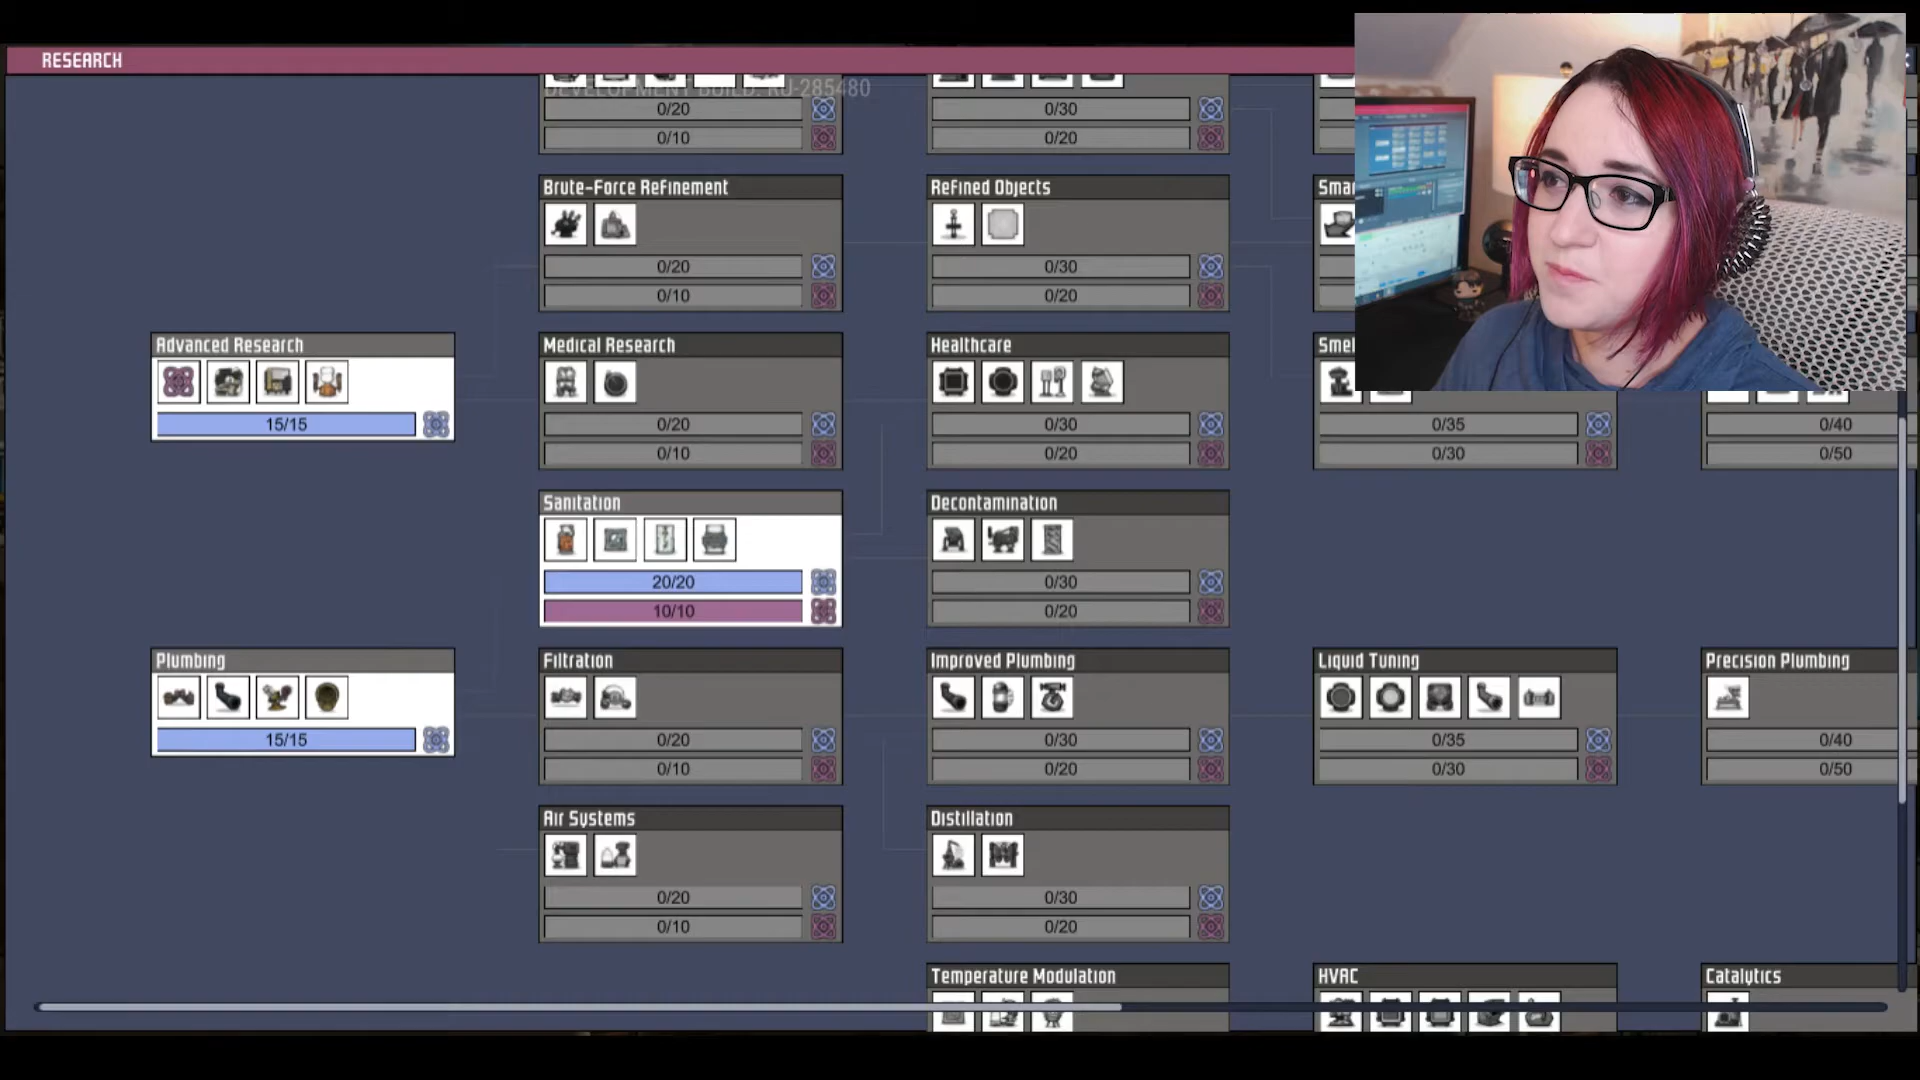 RESEARCH
DEVELOPMENT BUILD: RU-285480
0/20
0/30
0/10
0/20
Brute-Force Refinement
Refined Objects
0/20
0/30
0/10
0/20
Advanced Research
Medical Research
Healthcare
15/15
0/20
0/30
0/35
0/40
0/10
0/20
0/30
0/50
Sanitation
Decontamination
20/20
0/30
10/10
0/20
Plumbing
Filtration
Improved Plumbing
Liquid Tuning
Precision Plumbing
15/15
0/20
0/30
0/35
0/40
0/10
0/20
0/30
0/50
Air Systems
Distillation
0/20
0/30
0/10
0/20
Temperature Modulation
HVAC
Catalytics